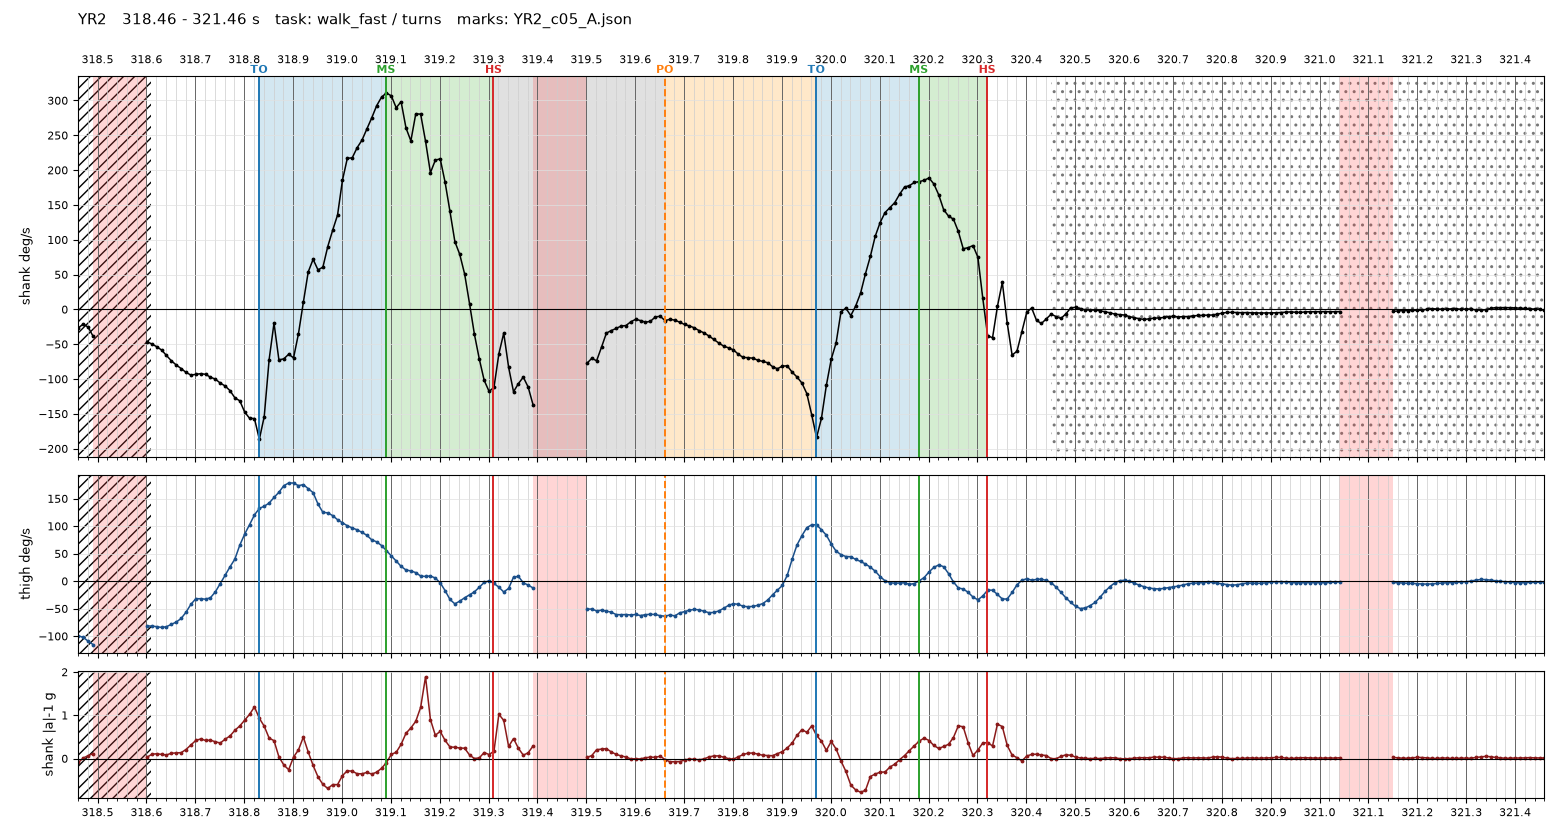 YR2   318.46 - 321.46 s   task: walk_fast / turns   marks: YR2_c05_A.json
318.5 318.6 318.7 318.8 318.9 319.0 319.1 319.2 319.3 319.4 319.5 319.6 319.7 319.8 319.9 320.0 320.1 320.2 320.3 320.4 320.5 320.6 320.7 320.8 320.9 321.0 321.1 321.2 321.3 321.4
TO MS HS PO TO MS HS
shank deg/s
300
250
200
150
100
50
0
−50
−100
−150
−200
thigh deg/s
150
100
50
0
−50
−100
shank |a|-1 g
2
1
0
318.5 318.6 318.7 318.8 318.9 319.0 319.1 319.2 319.3 319.4 319.5 319.6 319.7 319.8 319.9 320.0 320.1 320.2 320.3 320.4 320.5 320.6 320.7 320.8 320.9 321.0 321.1 321.2 321.3 321.4